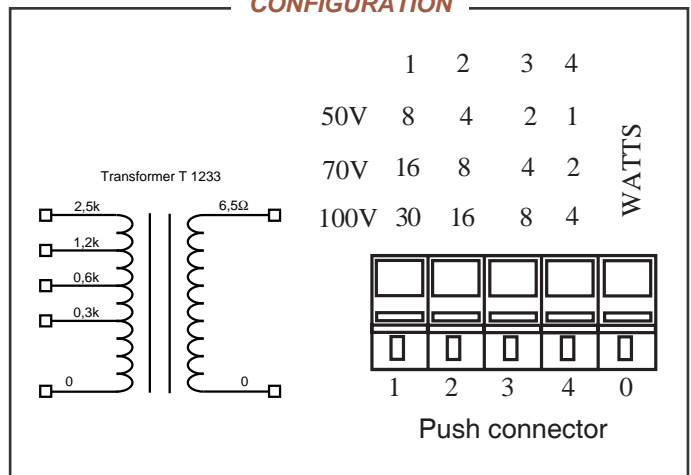 CONFIGURATION
1 2 3 4
50V 8 4 2 1
70V 16 8 4 2
100V 30 16 8 4
WATTS
Transformer T 1233
2,5k 6,5Ω
1,2k
0,6k
0,3k
0 0
1 2 3 4 0
Push connector